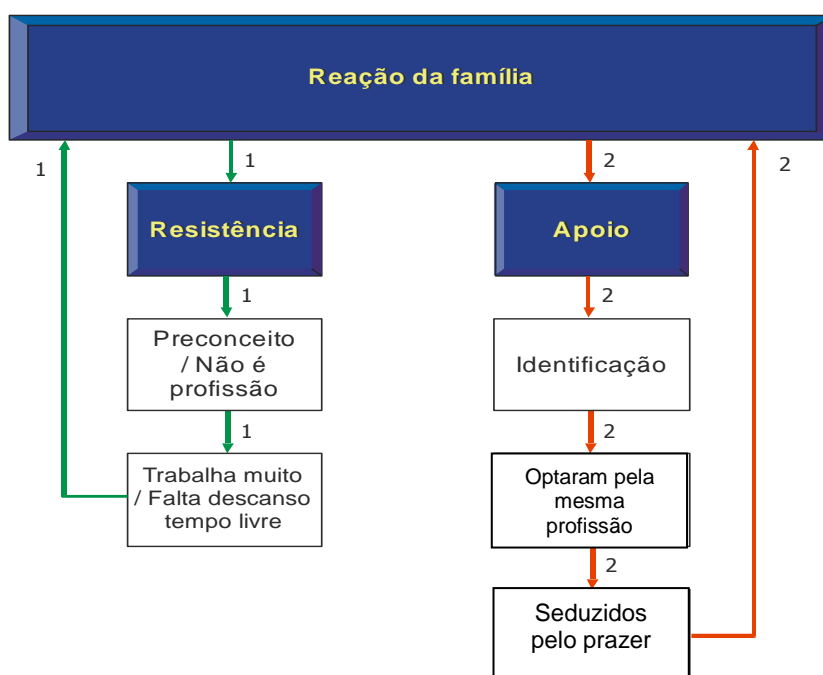 Reação da família
1
1
2
2
Resistência
Apoio
1
2
Preconceito
/ Não é
profissão
Identificação
1
2
Trabalha muito
/ Falta descanso
tempo livre
Optaram pela
mesma
profissão
2
Seduzidos
pelo prazer